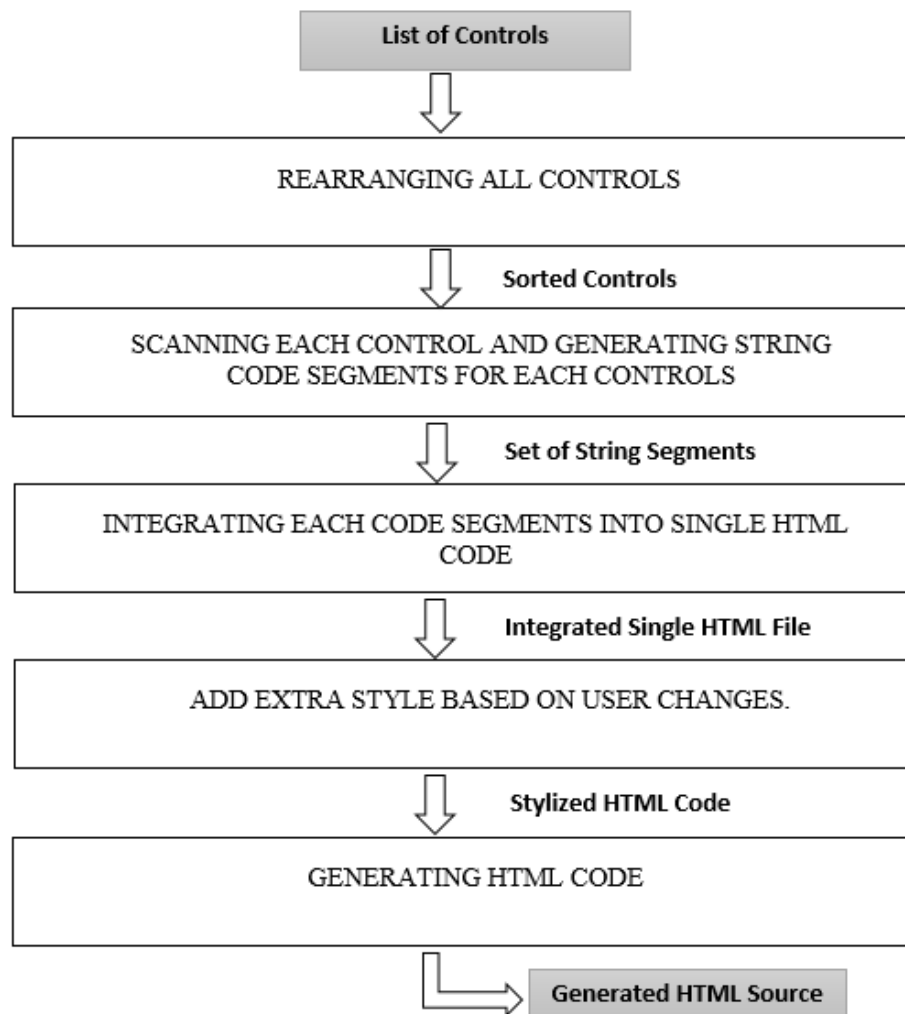 List of Controls
REARRANGING ALL CONTROLS
Sorted Controls
SCANNING EACH CONTROL AND GENERATING STRING
CODE SEGMENTS FOR EACH CONTROLS
Set of String Segments
INTEGRATING EACH CODE SEGMENTS INTO SINGLE HTML
CODE
Integrated Single HTML File
ADD EXTRA STYLE BASED ON USER CHANGES.
Stylized HTML Code
GENERATING HTML CODE
Generated HTML Source